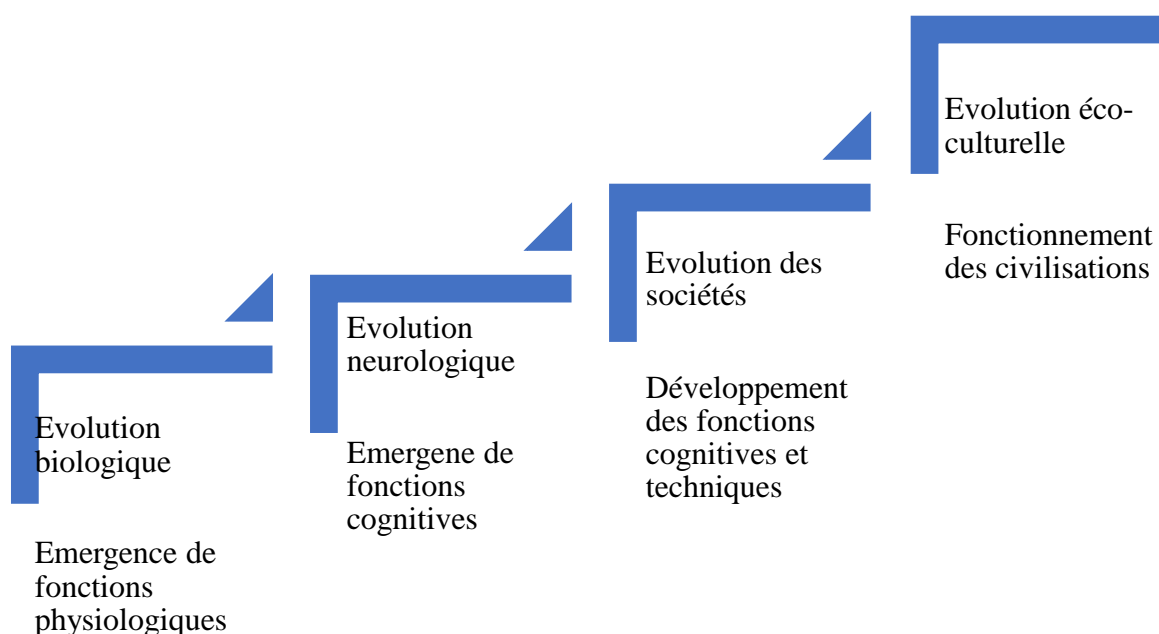 Evolution
biologique
Emergence de
fonctions
physiologiques
Evolution
neurologique
Emergene de
fonctions
cognitives
Evolution des
sociétés
Développement
des fonctions
cognitives et
techniques
Evolution éco-
culturelle
Fonctionnement
des civilisations